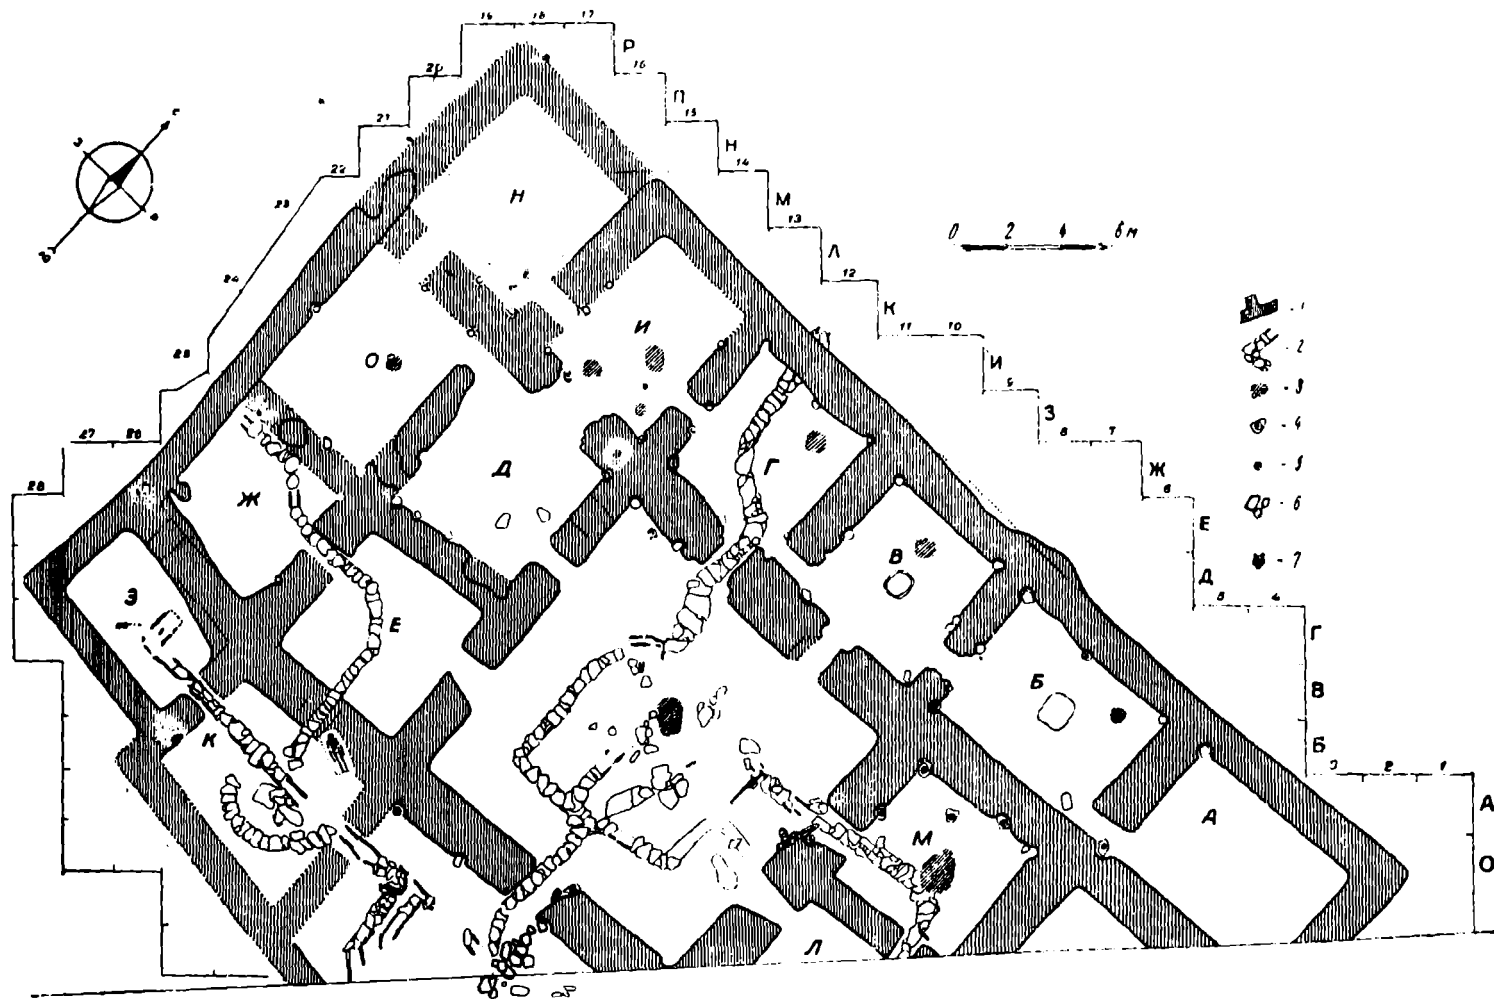 16 18 17
Р
20 16
П
21 15
Н
22 14
М
23 13
Л
24 12
К
25 11 10
И
9
З
27 26 8 7
Ж
28 6
Е
Д
5 4
Г
В
Б
3 2 1
А
О
С
З
В
Ю
0 2 4 6 м
- 1
- 2
- 3
- 4
- 5
- 6
- 7
Н
И
О
Д
Г
Ж
В
З
Е
Б
К
М
А
П
Л